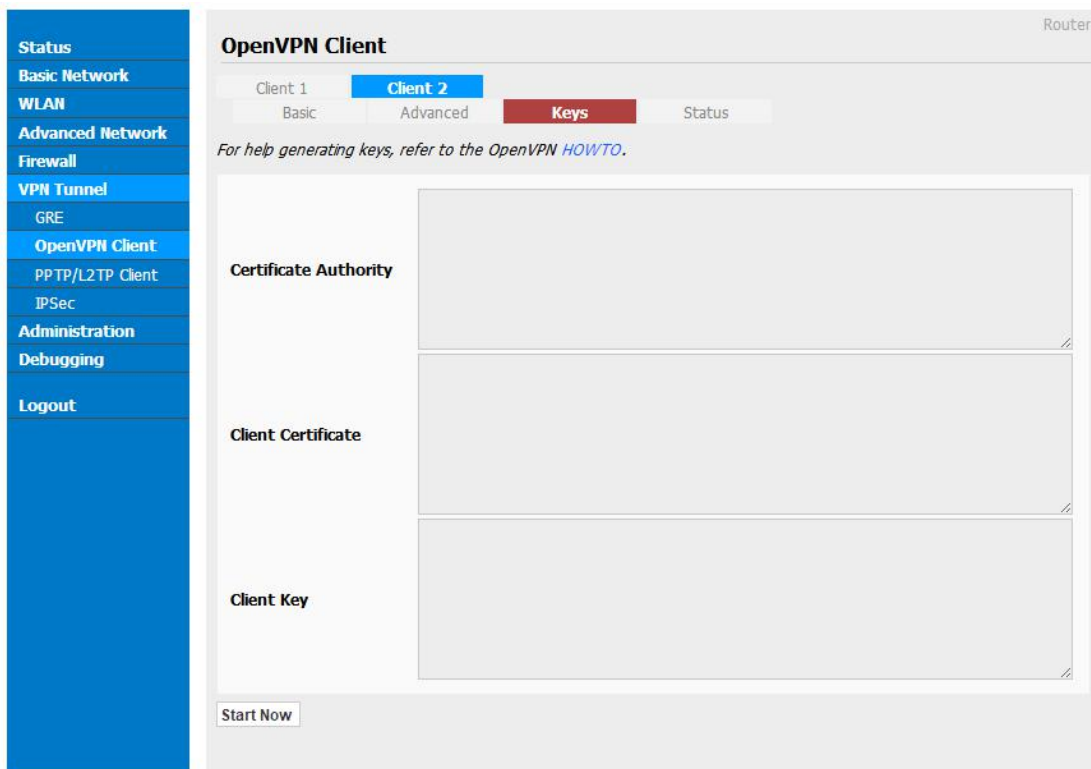 Router
Status
Basic Network
WLAN
Advanced Network
Firewall
VPN Tunnel
GRE
OpenVPN Client
PPTP/L2TP Client
IPSec
Administration
Debugging
Logout
OpenVPN Client
Client 1 Client 2
Basic Advanced Keys Status
For help generating keys, refer to the OpenVPN HOWTO.
Certificate Authority
Client Certificate
Client Key
Start Now